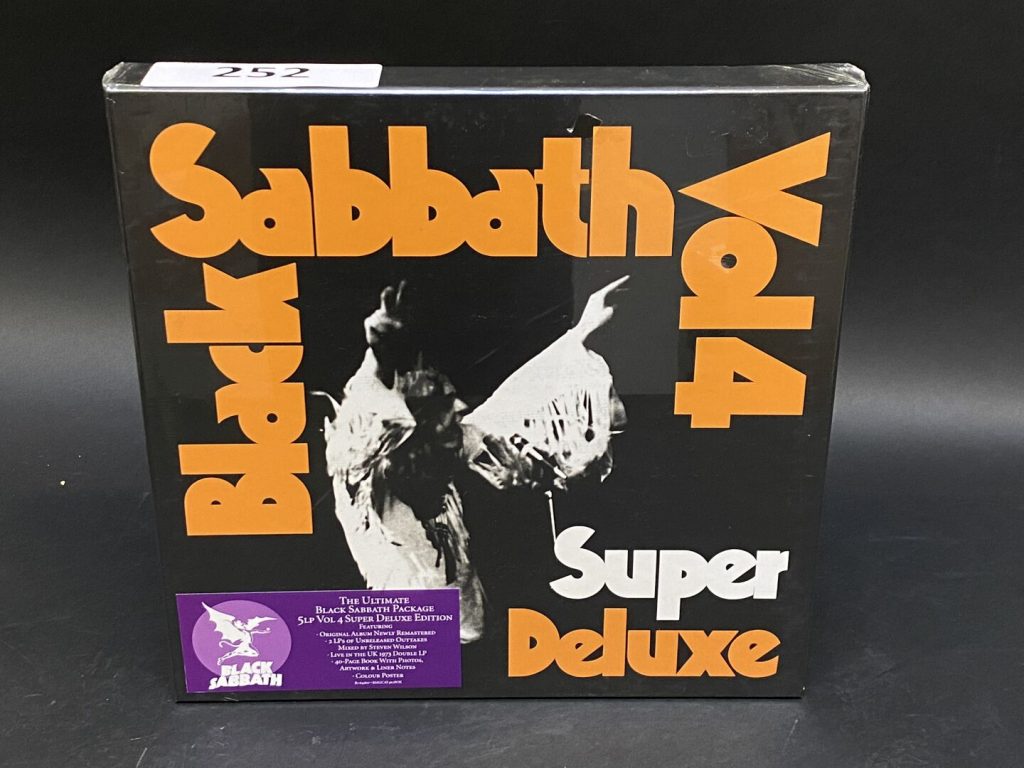 252
Black Sabbath Vol 4
Super
Deluxe
The Ultimate
Black Sabbath Package
5LP Vol 4 Super Deluxe Edition
Featuring
· Original Album Newly Remastered
· 2 LPs of Unreleased Outtakes
Mixed by Steven Wilson
· Live in the UK 1973 Double LP
· 40-Page Book With Photos,
Artwork & Liner Notes
· Colour Poster
BLACK
SABBATH